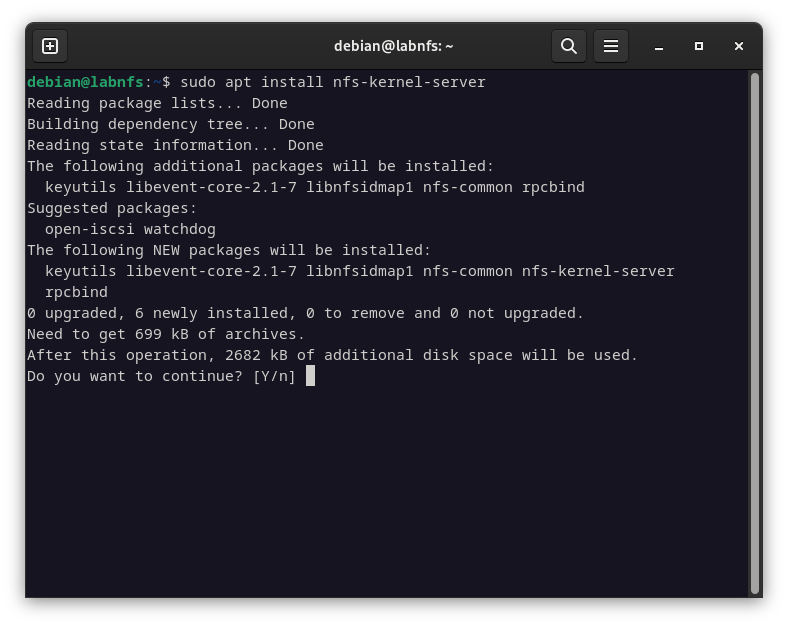 debian@labnfs: ~
debian@labnfs:~$ sudo apt install nfs-kernel-server
Reading package lists... Done
Building dependency tree... Done
Reading state information... Done
The following additional packages will be installed:
  keyutils libevent-core-2.1-7 libnfsidmap1 nfs-common rpcbind
Suggested packages:
  open-iscsi watchdog
The following NEW packages will be installed:
  keyutils libevent-core-2.1-7 libnfsidmap1 nfs-common nfs-kernel-server
  rpcbind
0 upgraded, 6 newly installed, 0 to remove and 0 not upgraded.
Need to get 699 kB of archives.
After this operation, 2682 kB of additional disk space will be used.
Do you want to continue? [Y/n]